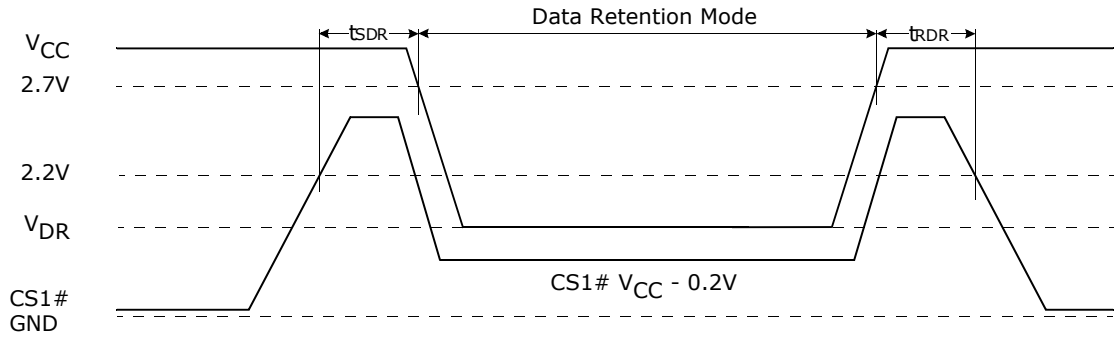 Data Retention Mode
tSDR
tRDR
VCC
2.7V
2.2V
VDR
CS1# VCC - 0.2V
CS1#
GND